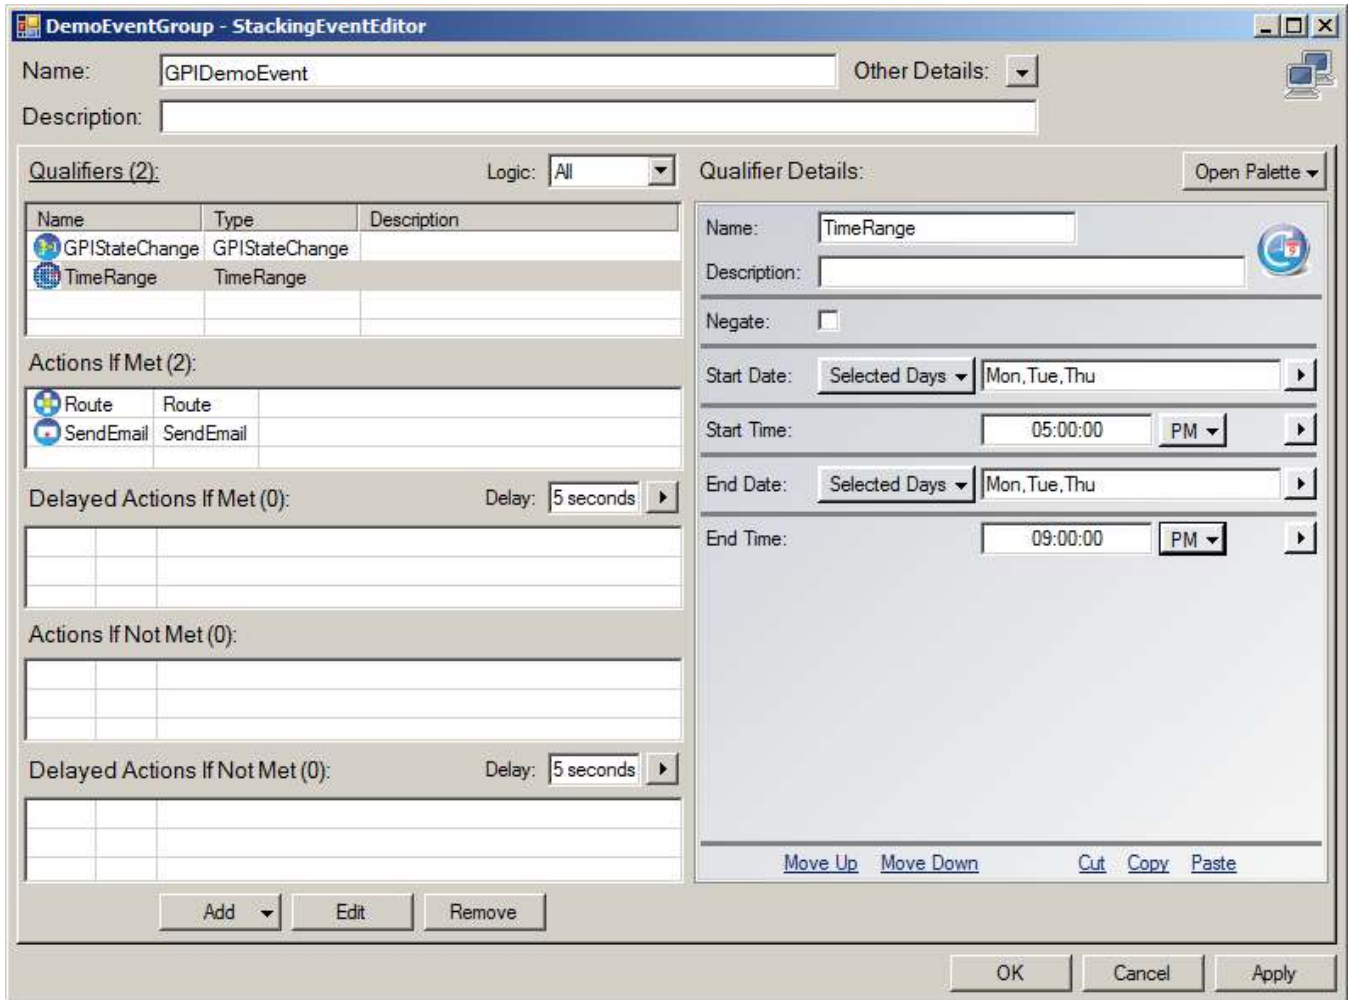 DemoEventGroup - StackingEventEditor
Name: GPIDemoEvent Other Details:
Description:
Qualifiers (2): Logic: All
Name Type Description
GPIStateChange GPIStateChange
TimeRange TimeRange
Actions If Met (2):
Route Route
SendEmail SendEmail
Delayed Actions If Met (0): Delay: 5 seconds
Actions If Not Met (0):
Delayed Actions If Not Met (0): Delay: 5 seconds
Add Edit Remove
Qualifier Details: Open Palette
Name: TimeRange
9
Description:
Negate:
Start Date: Selected Days Mon,Tue,Thu
Start Time: 05:00:00 PM
End Date: Selected Days Mon,Tue,Thu
End Time: 09:00:00 PM
Move Up Move Down Cut Copy Paste
OK Cancel Apply